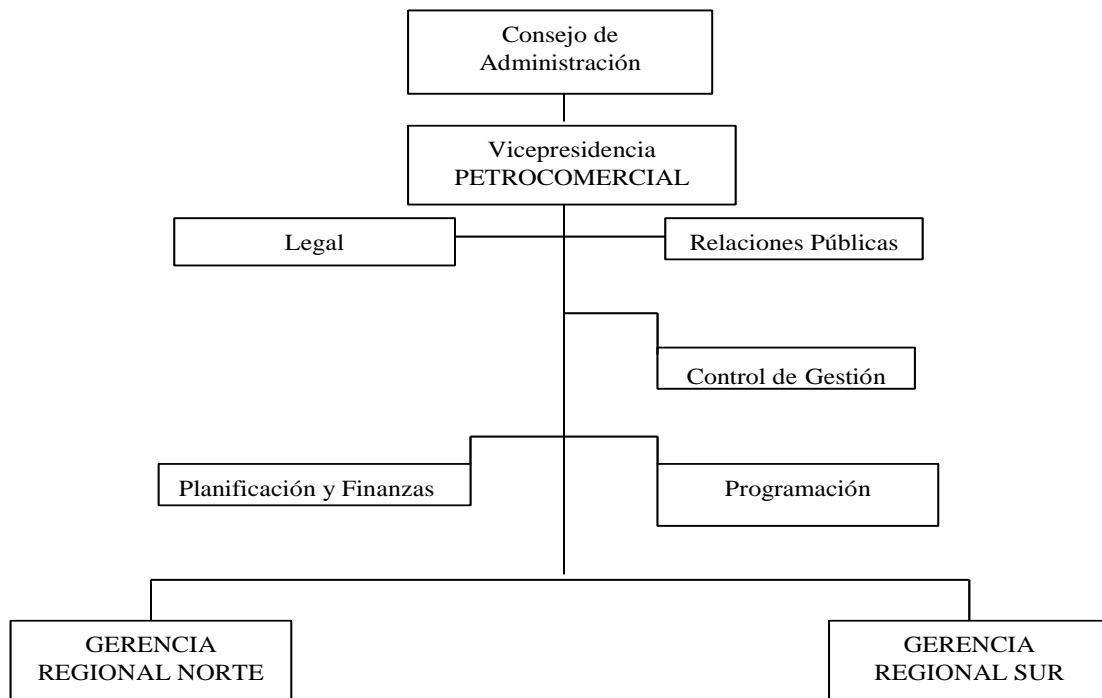 Consejo de
Administración
Vicepresidencia
PETROCOMERCIAL
Legal
Relaciones Públicas
Control de Gestión
Planificación y Finanzas
Programación
GERENCIA
REGIONAL NORTE
GERENCIA
REGIONAL SUR